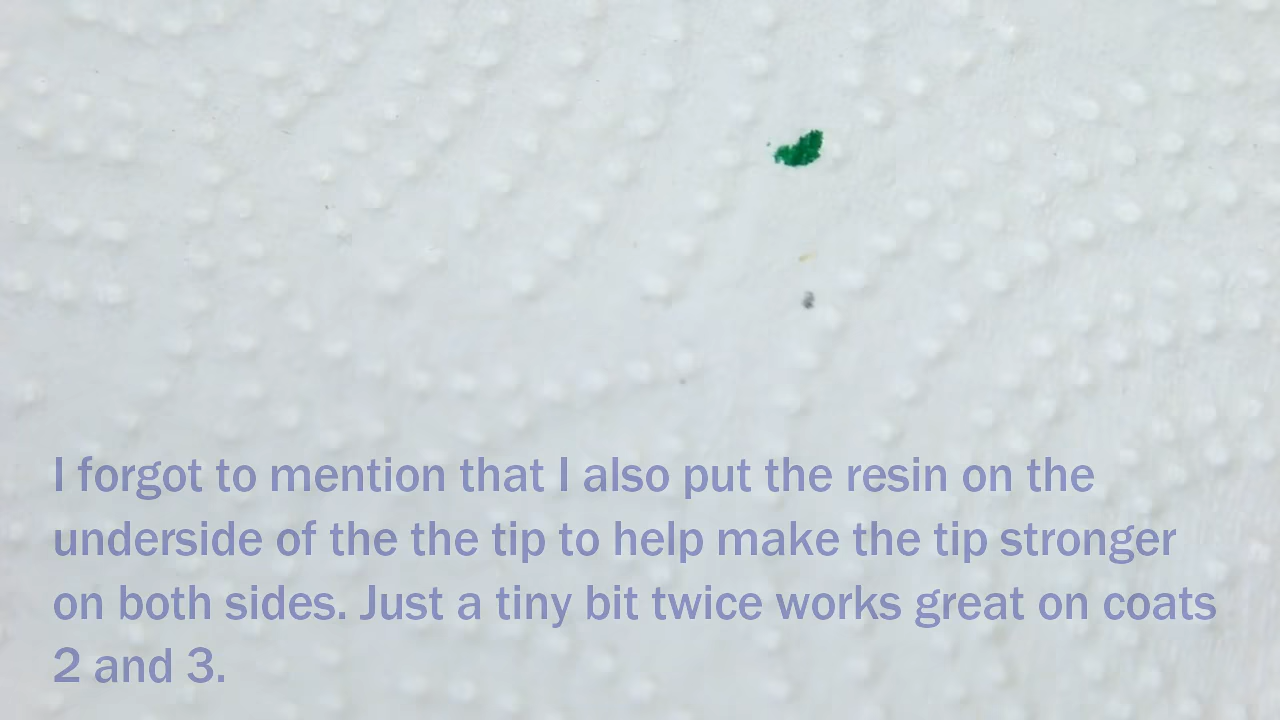 I forgot to mention that I also put the resin on the
underside of the the tip to help make the tip stronger
on both sides. Just a tiny bit twice works great on coats
2 and 3.